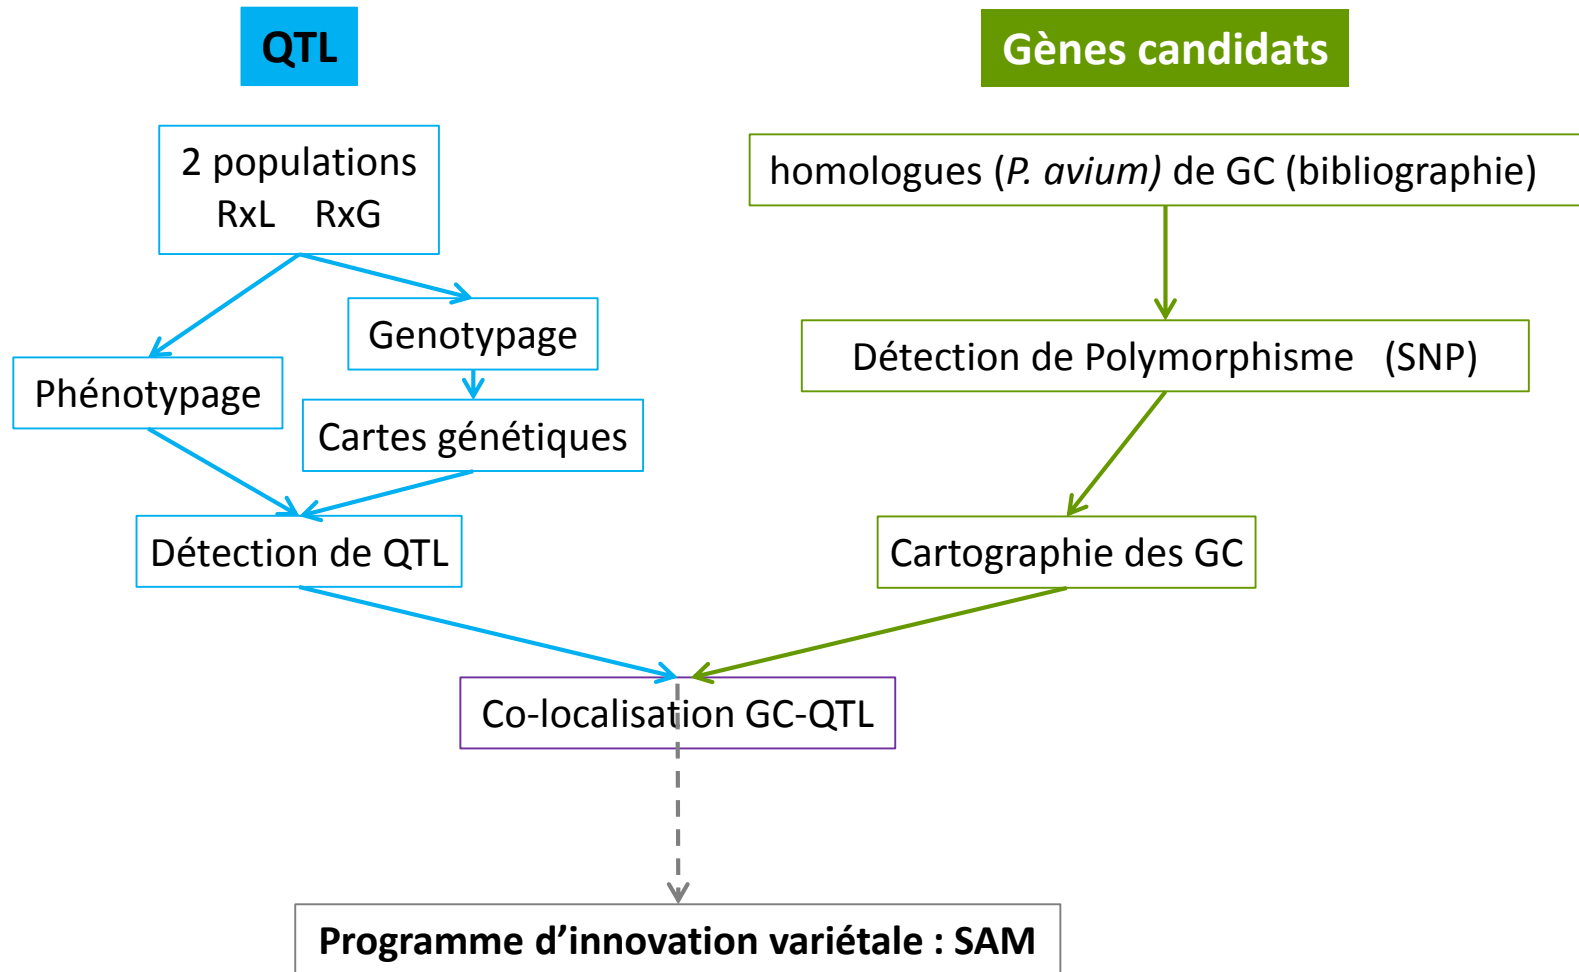 QTL
Gènes candidats
2 populations
RxL RxG
homologues (P. avium) de GC (bibliographie)
Genotypage
Phénotypage
Détection de Polymorphisme (SNP)
Cartes génétiques
Détection de QTL
Cartographie des GC
Co-localisation GC-QTL
Programme d’innovation variétale : SAM